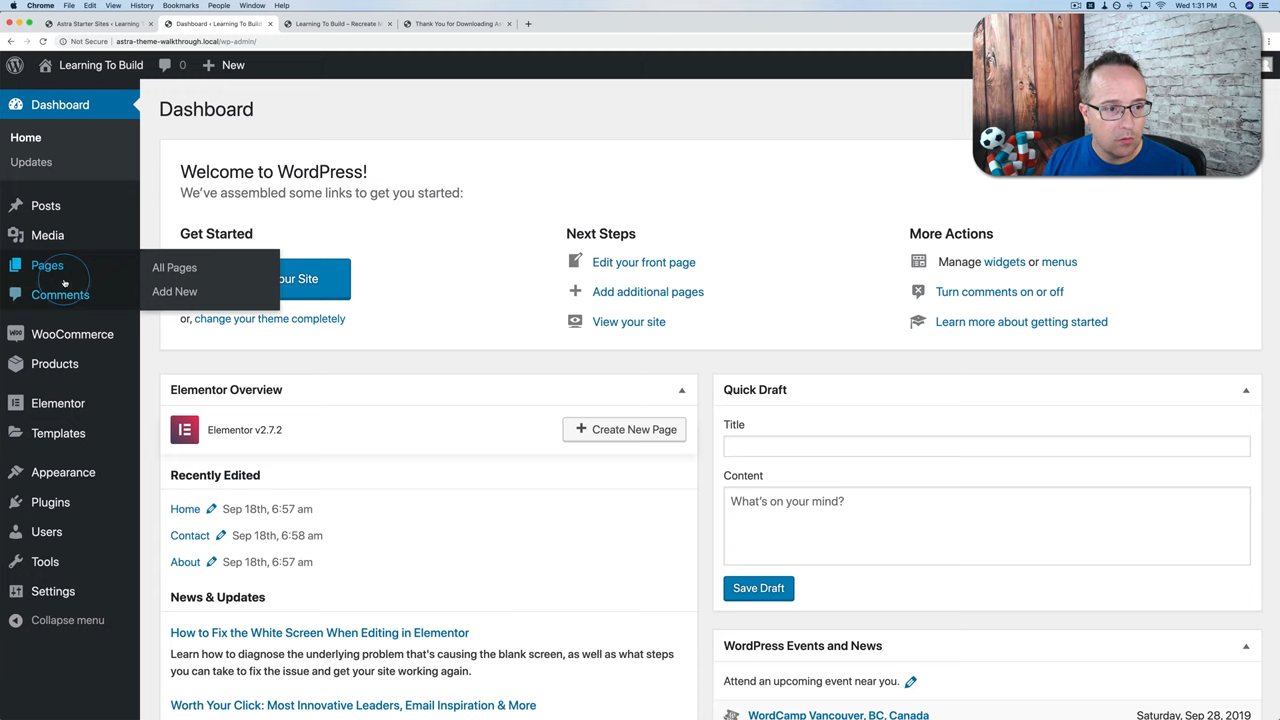 Chrome File Edit View History Bookmarks People Window Help
Wed 1:31 PM
Astra Starter Sites ‹ Learning T
Dashboard ‹ Learning To Build
Learning To Build – Recreate M
Thank You for Downloading As
Not Secure | astra-theme-walkthrough.local/wp-admin/
Learning To Build 0 + New
Dashboard
Home
Updates
Posts
Media
Pages
Comments
WooCommerce
Products
Elementor
Templates
Appearance
Plugins
Users
Tools
Settings
Collapse menu
All Pages
Add New
Dashboard
Welcome to WordPress!
We've assembled some links to get you started:
Get Started
our Site
or, change your theme completely
Next Steps
Edit your front page
Add additional pages
View your site
More Actions
Manage widgets or menus
Turn comments on or off
Learn more about getting started
Elementor Overview
Elementor v2.7.2
+ Create New Page
Recently Edited
Home Sep 18th, 6:57 am
Contact Sep 18th, 6:58 am
About Sep 18th, 6:57 am
News & Updates
How to Fix the White Screen When Editing in Elementor
Learn how to diagnose the underlying problem that's causing the blank screen, as well as what steps
you can take to fix the issue and get your site working again.
Worth Your Click: Most Innovative Leaders, Email Inspiration & More
Quick Draft
Title
Content
What's on your mind?
Save Draft
WordPress Events and News
Attend an upcoming event near you.
WordCamp Vancouver, BC, Canada
Saturday, Sep 28, 2019